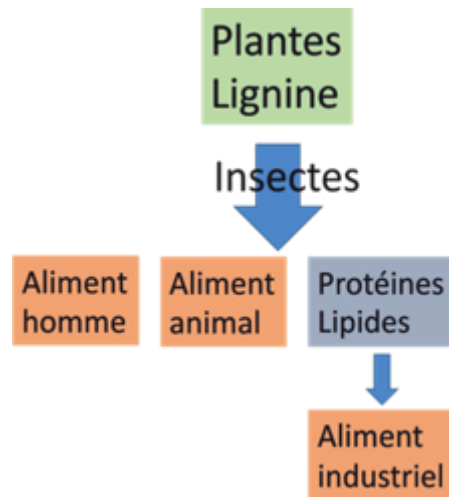 Plantes
Lignine
Insectes
Aliment
homme
Aliment
animal
Protéines
Lipides
Aliment
industriel